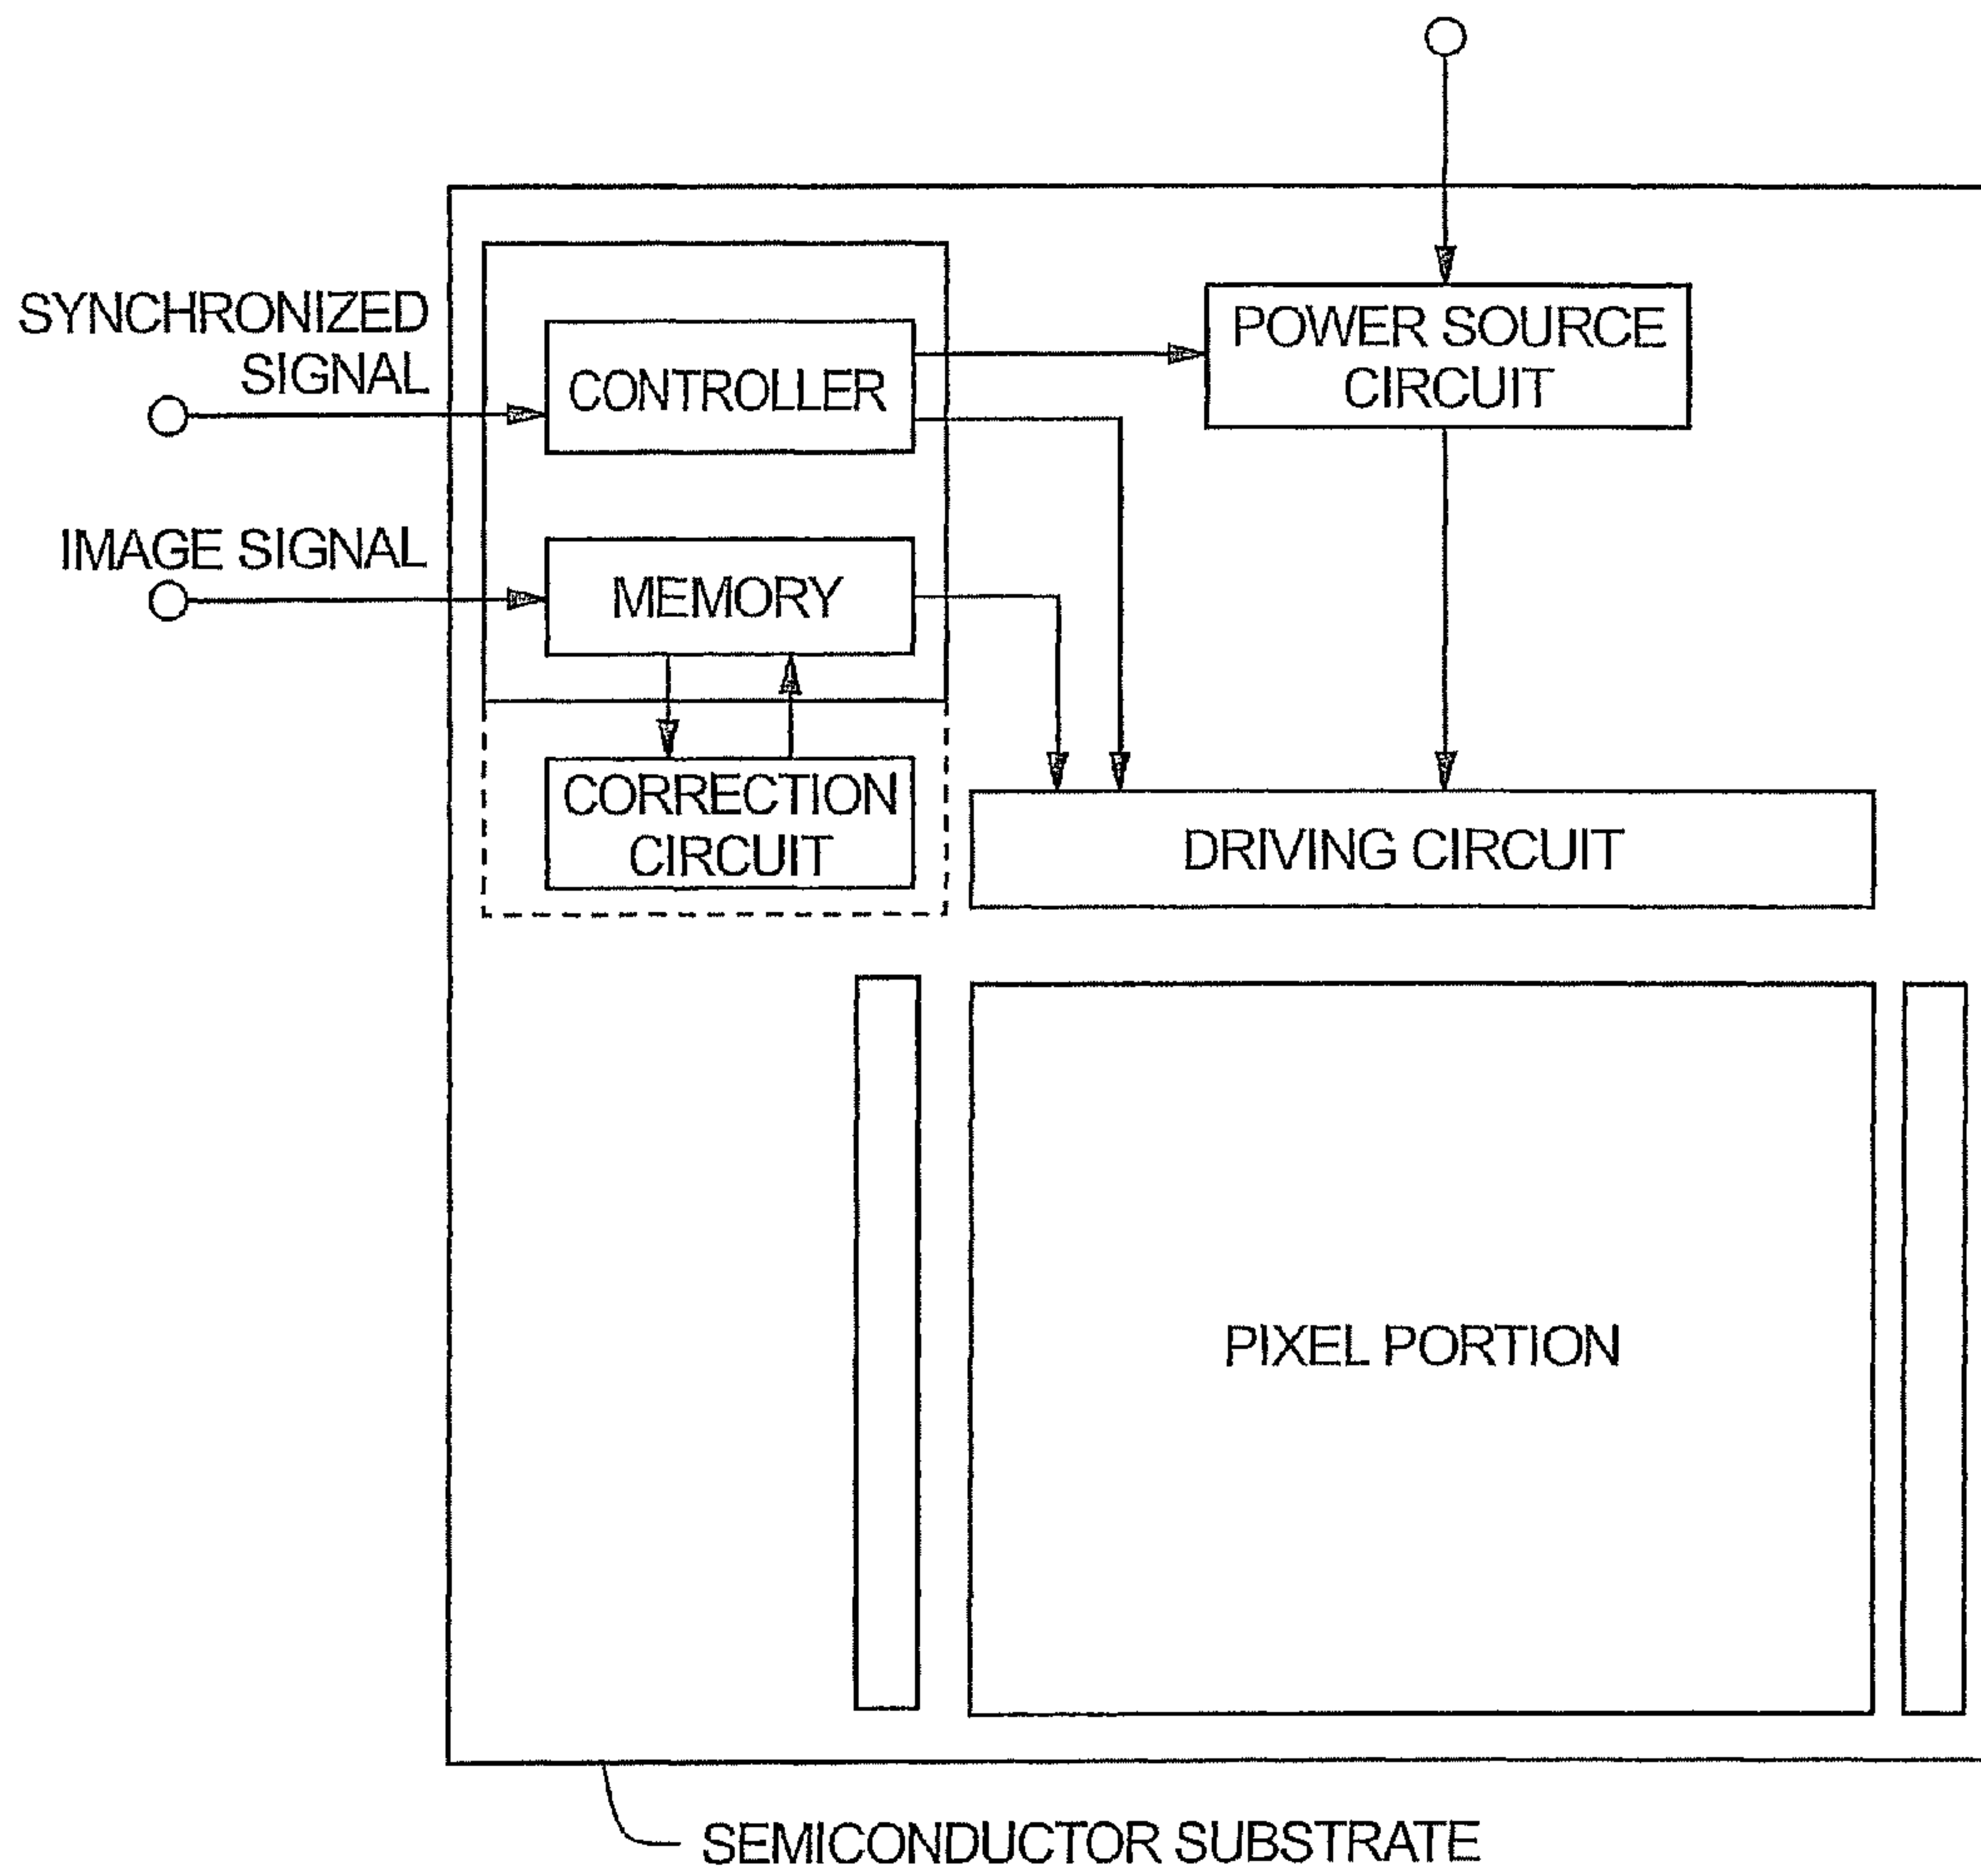 SYNCHRONIZED
SIGNAL
CONTROLLER
POWER SOURCE
CIRCUIT
IMAGE SIGNAL
MEMORY
CORRECTION
CIRCUIT
DRIVING CIRCUIT
PIXEL PORTION
SEMICONDUCTOR SUBSTRATE